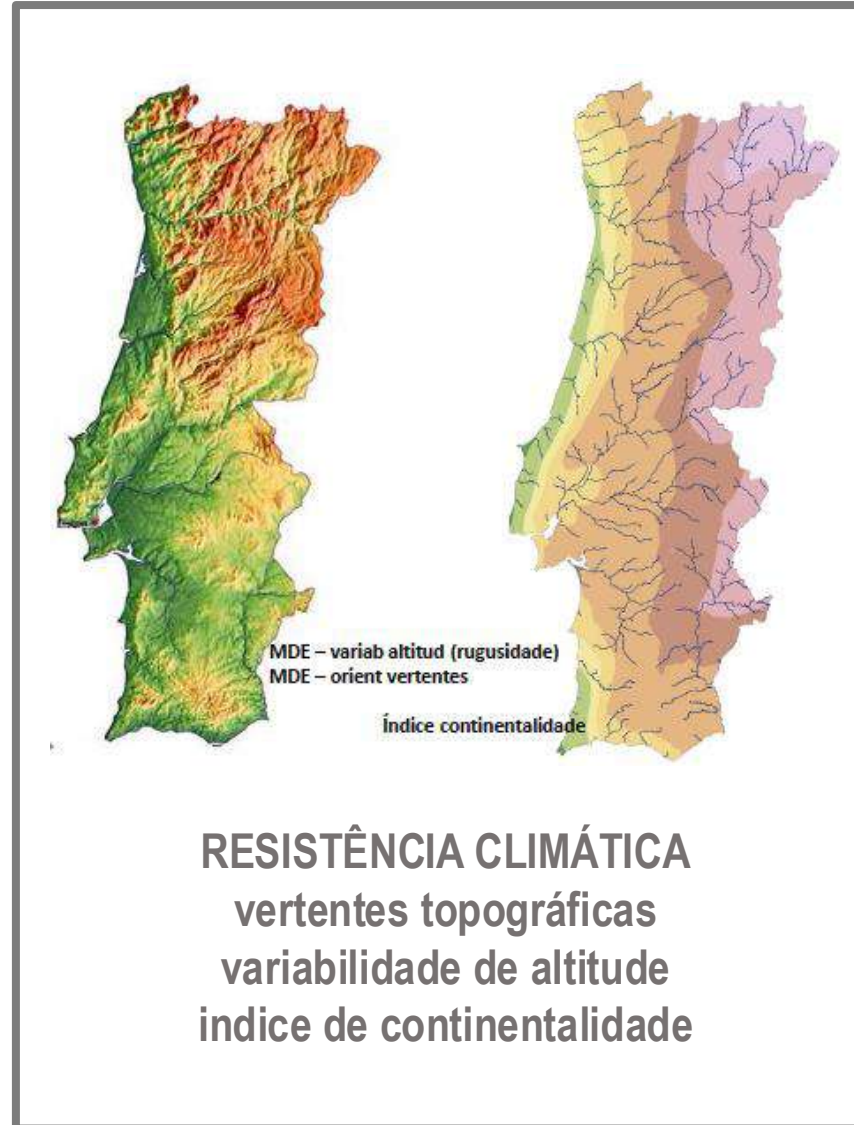 MDE – variab altitud (rugusidade)
MDE – orient vertentes
Índice continentalidade
RESISTÊNCIA CLIMÁTICA
vertentes topográficas
variabilidade de altitude
indice de continentalidade